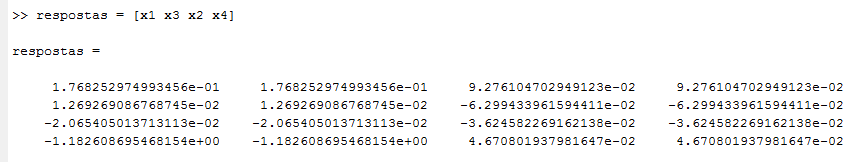 >> respostas = [x1 x3 x2 x4]
respostas =
1.768252974993456e-01 1.768252974993456e-01 9.276104702949123e-02 9.276104702949123e-02
1.269269086768745e-02 1.269269086768745e-02 -6.299433961594411e-02 -6.299433961594411e-02
-2.065405013713113e-02 -2.065405013713113e-02 -3.624582269162138e-02 -3.624582269162138e-02
-1.182608695468154e+00 -1.182608695468154e+00 4.670801937981647e-02 4.670801937981647e-02